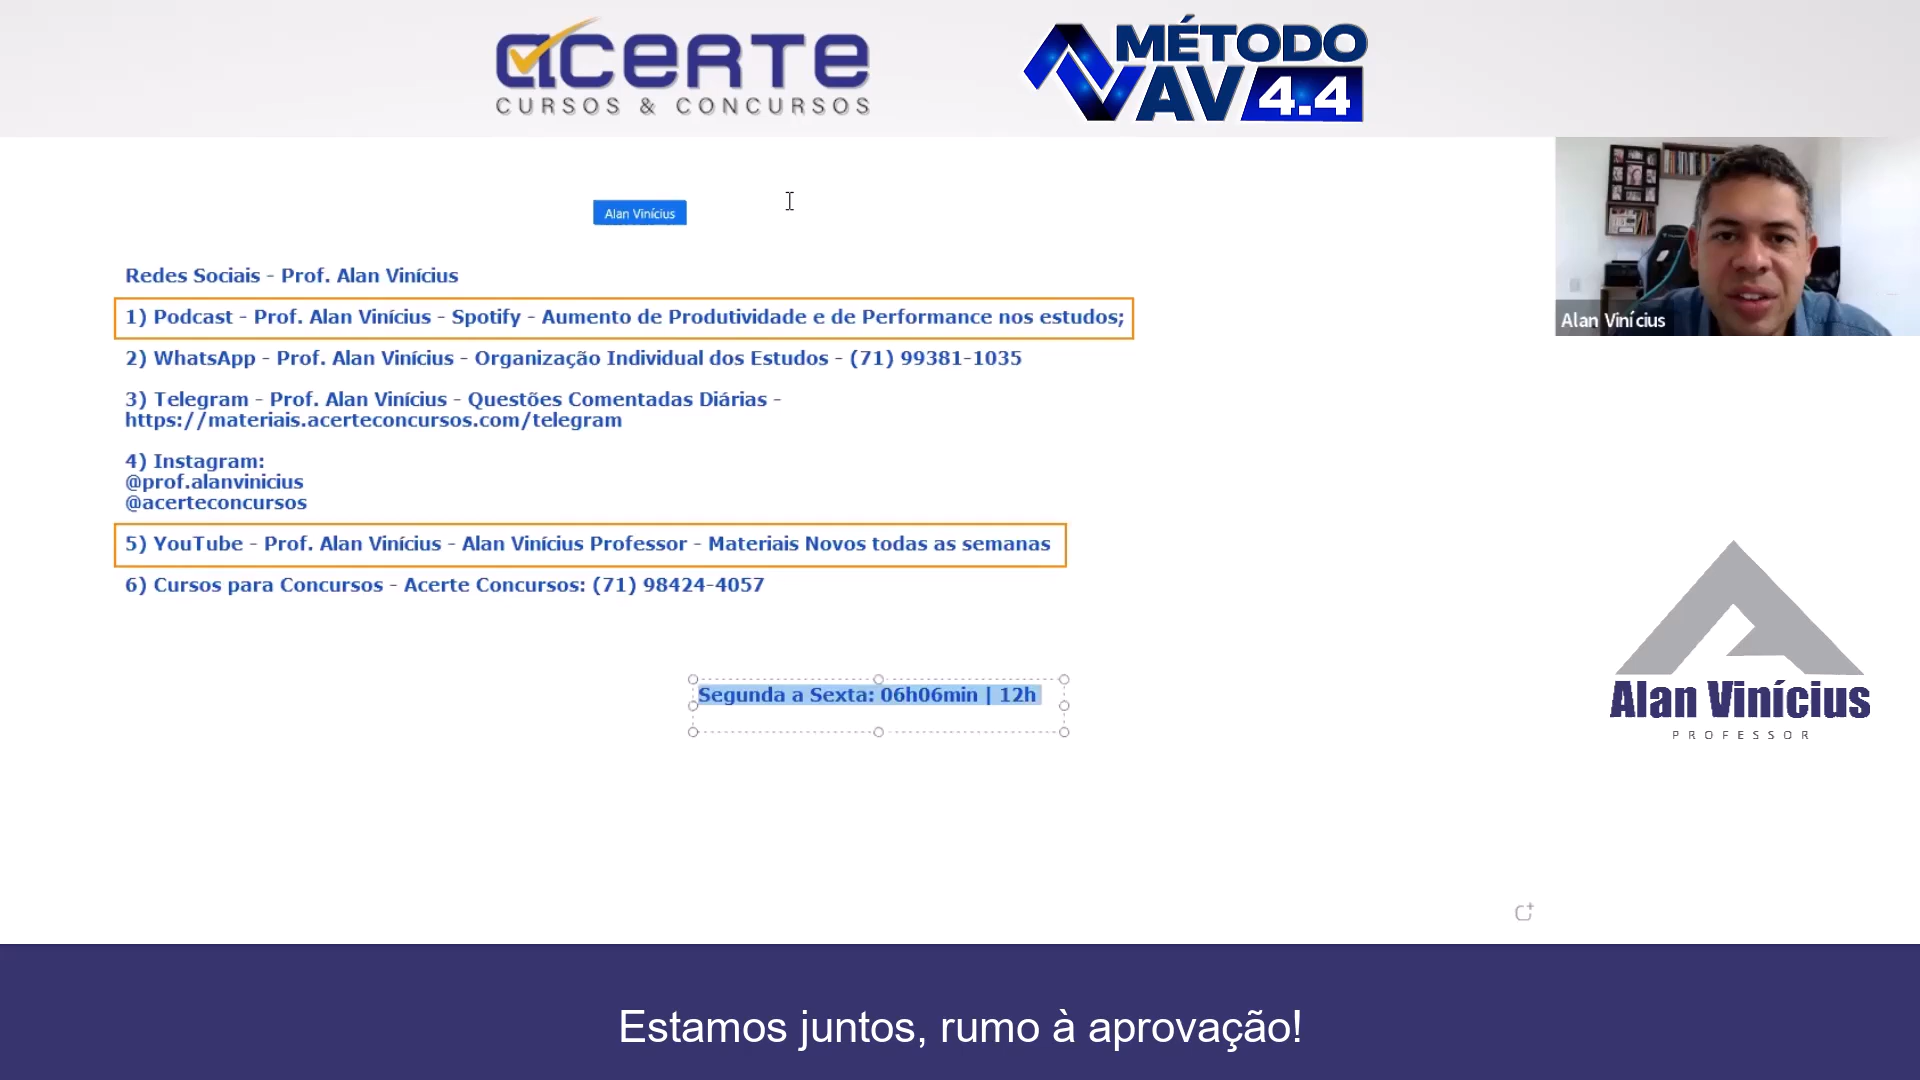 acerte
CURSOS & CONCURSOS
MÉTODO
AV 4.4
Alan Vinícius
Alan Vinícius
Redes Sociais - Prof. Alan Vinícius
1) Podcast - Prof. Alan Vinícius - Spotify - Aumento de Produtividade e de Performance nos estudos;
2) WhatsApp - Prof. Alan Vinícius - Organização Individual dos Estudos - (71) 99381-1035
3) Telegram - Prof. Alan Vinícius - Questões Comentadas Diárias -
https://materiais.acerteconcursos.com/telegram
4) Instagram:
@prof.alanvinicius
@acerteconcursos
5) YouTube - Prof. Alan Vinícius - Alan Vinícius Professor - Materiais Novos todas as semanas
6) Cursos para Concursos - Acerte Concursos: (71) 98424-4057
Segunda a Sexta: 06h06min | 12h
Alan Vinícius
PROFESSOR
Estamos juntos, rumo à aprovação!